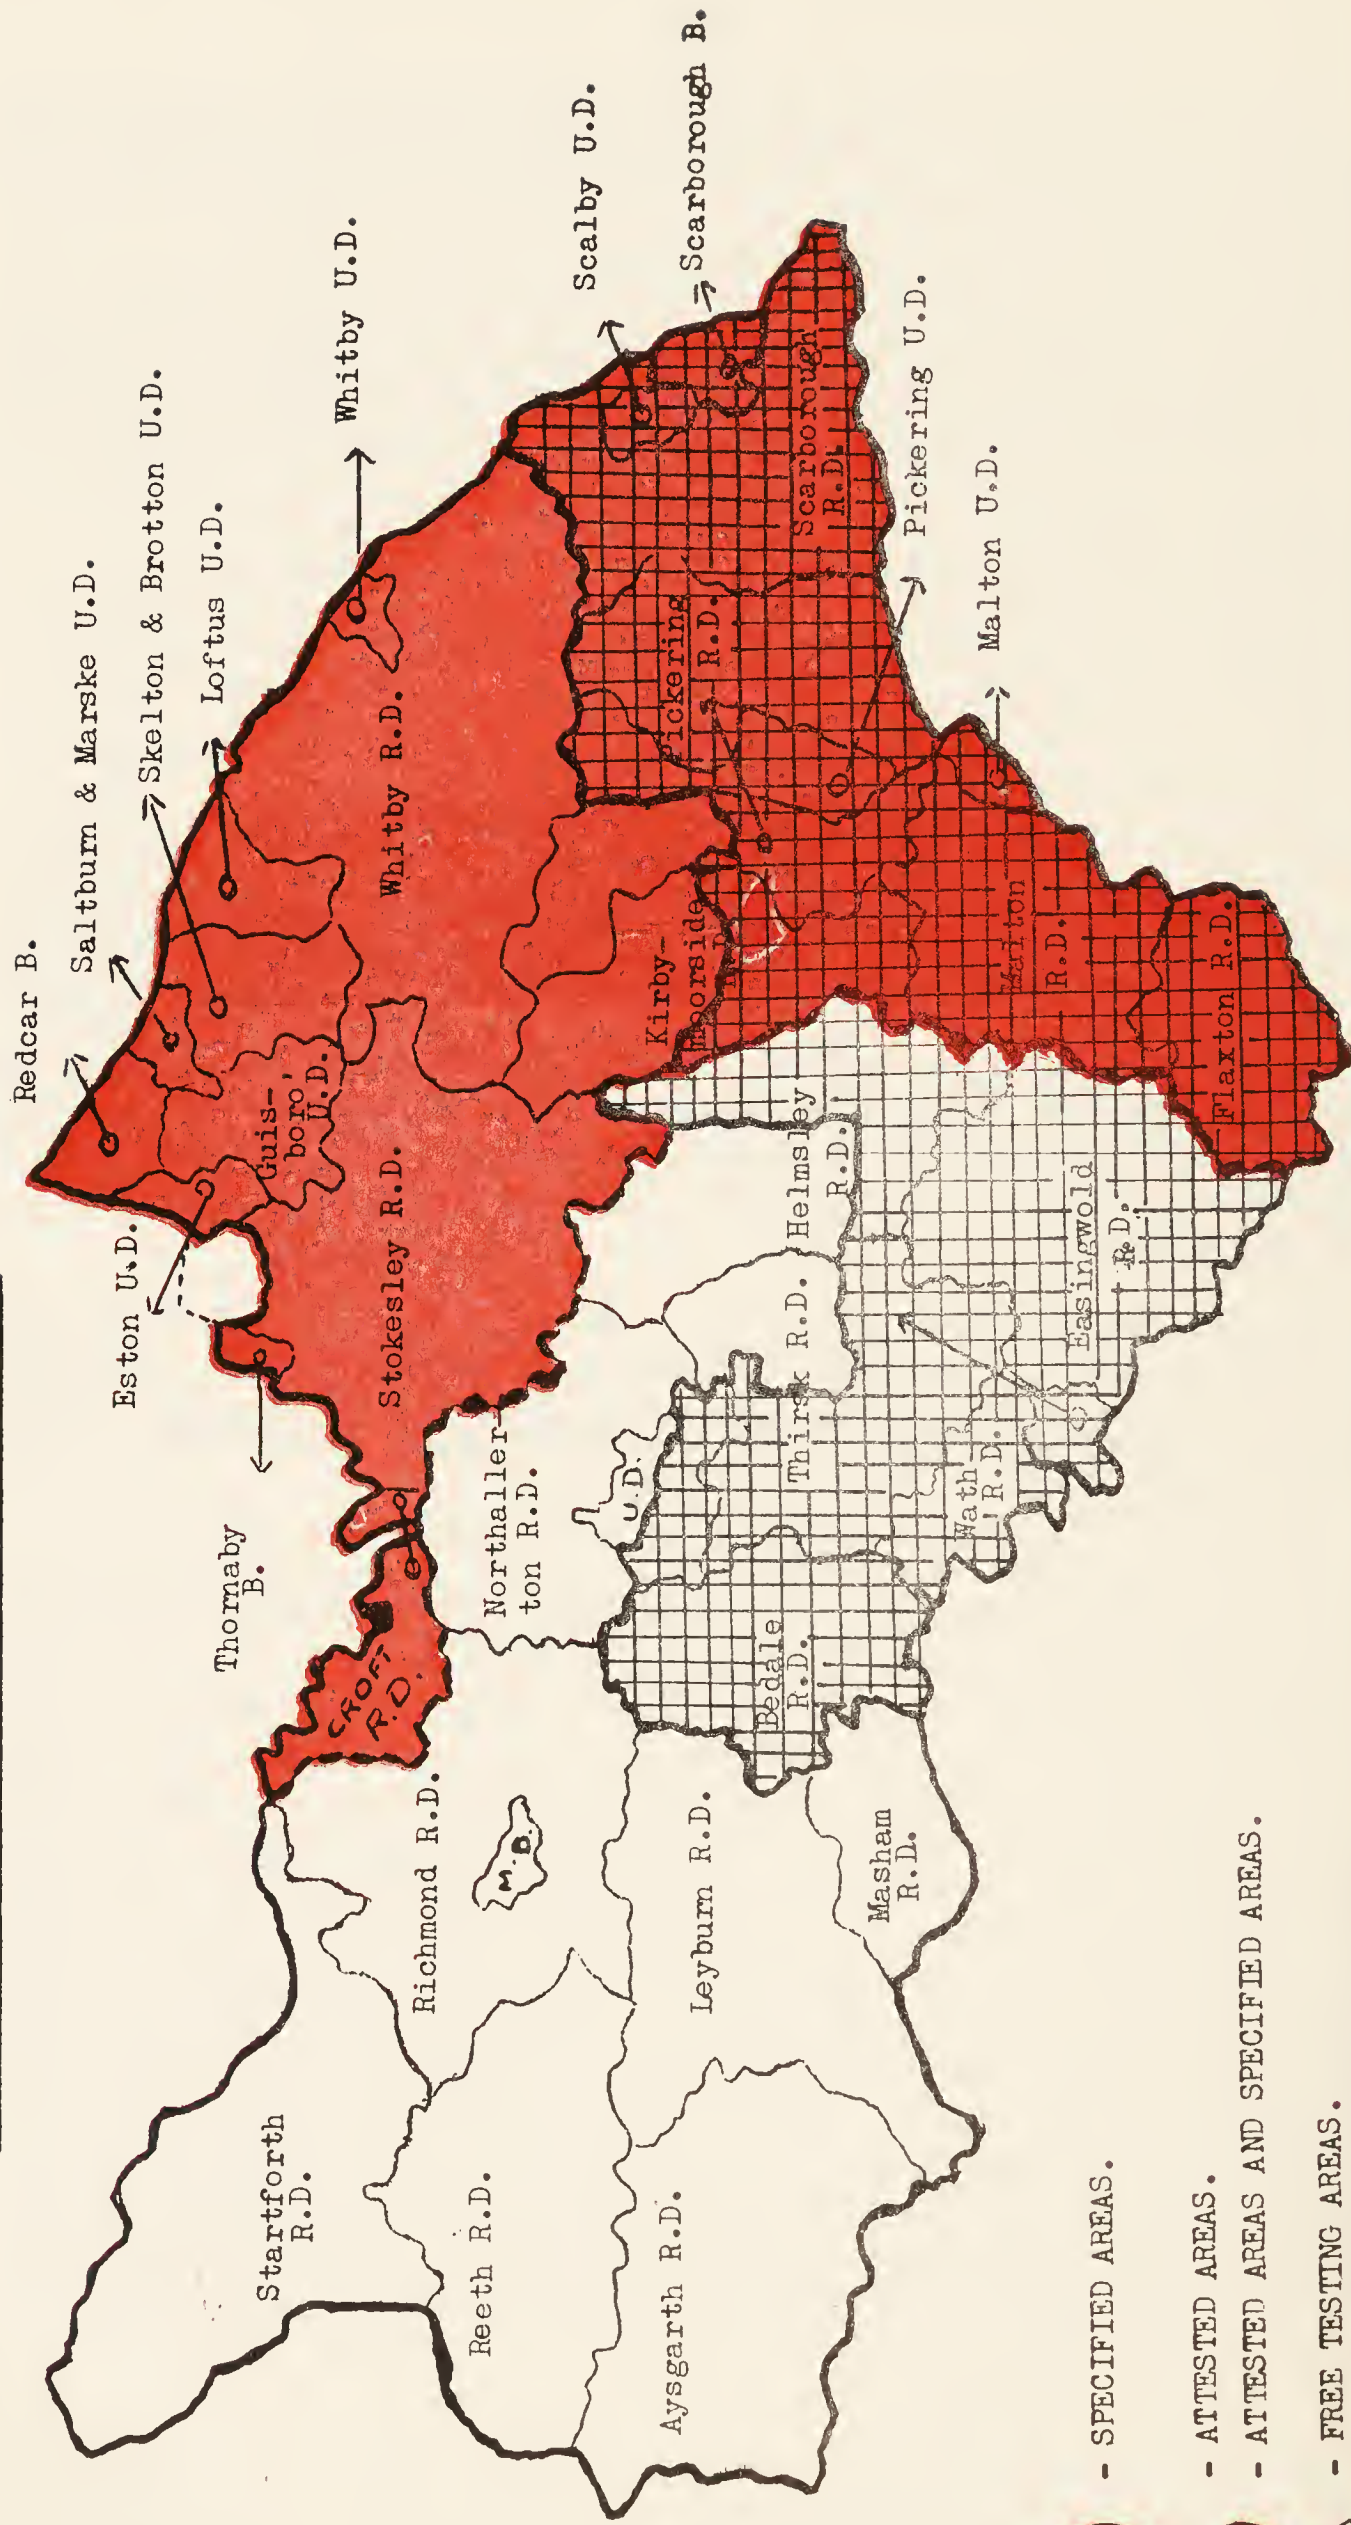 Redcar B.
Saltburn & Marske U.D.
Skelton & Brotton U.D.
Loftus U.D.
Whitby U.D.
Scalby U.D.
Scarborough B.
Eston U.D.
Guis-
boro'
U.D.
Thornaby
B.
Stokesley R.D.
Whitby R.D.
CROFT
R.D.
Kirby-
moorside
R.D.
Pickering
R.D.
Scarborough
R.D.
Pickering U.D.
Malton U.D.
Malton
R.D.
Flaxton R.D.
Northaller-
ton R.D.
U.D.
Helmsley
R.D.
Thirsk R.D.
Easingwold
R.D.
Wath
R.D.
Bedale
R.D.
Startforth
R.D.
Richmond R.D.
M.B.
Reeth R.D.
Leyburn R.D.
Masham
R.D.
Aysgarth R.D.
- SPECIFIED AREAS.
- ATTESTED AREAS.
- ATTESTED AREAS AND SPECIFIED AREAS.
- FREE TESTING AREAS.